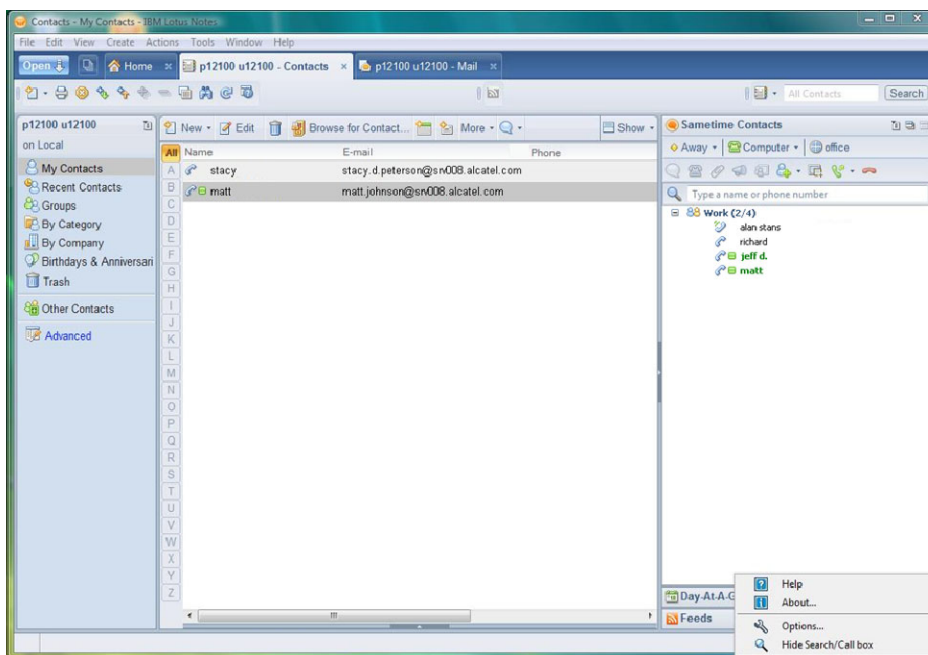 Contacts - My Contacts - IBM Lotus Notes
File Edit View Create Actions Tools Window Help
Open Home p12100 u12100 - Contacts p12100 u12100 - Mail
All Contacts Search
p12100 u12100
on Local
My Contacts
Recent Contacts
Groups
By Category
By Company
Birthdays & Anniversari
Trash
Other Contacts
Advanced
New Edit Browse for Contact... More Show
All Name E-mail Phone
stacy stacy.d.peterson@sn008.alcatel.com
matt matt.johnson@sn008.alcatel.com
A
B
C
D
E
F
G
H
I
J
K
L
M
N
O
P
Q
R
S
T
U
V
W
X
Y
Z
Sametime Contacts
Away Computer office
Type a name or phone number
Work (2/4)
alan stans
richard
jeff d.
matt
Day-At-A-G
Feeds
Help
About...
Options...
Hide Search/Call box